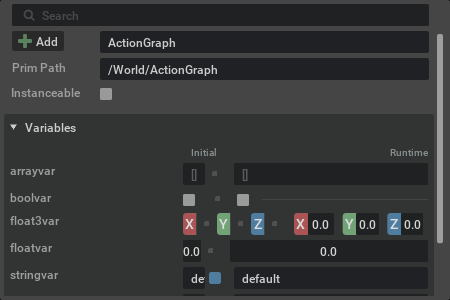 Search
Add ActionGraph
Prim Path /World/ActionGraph
Instanceable
Variables
Initial Runtime
arrayvar [] []
boolvar
float3var X Y Z X 0.0 Y 0.0 Z 0.0
floatvar 0.0 0.0
stringvar de default